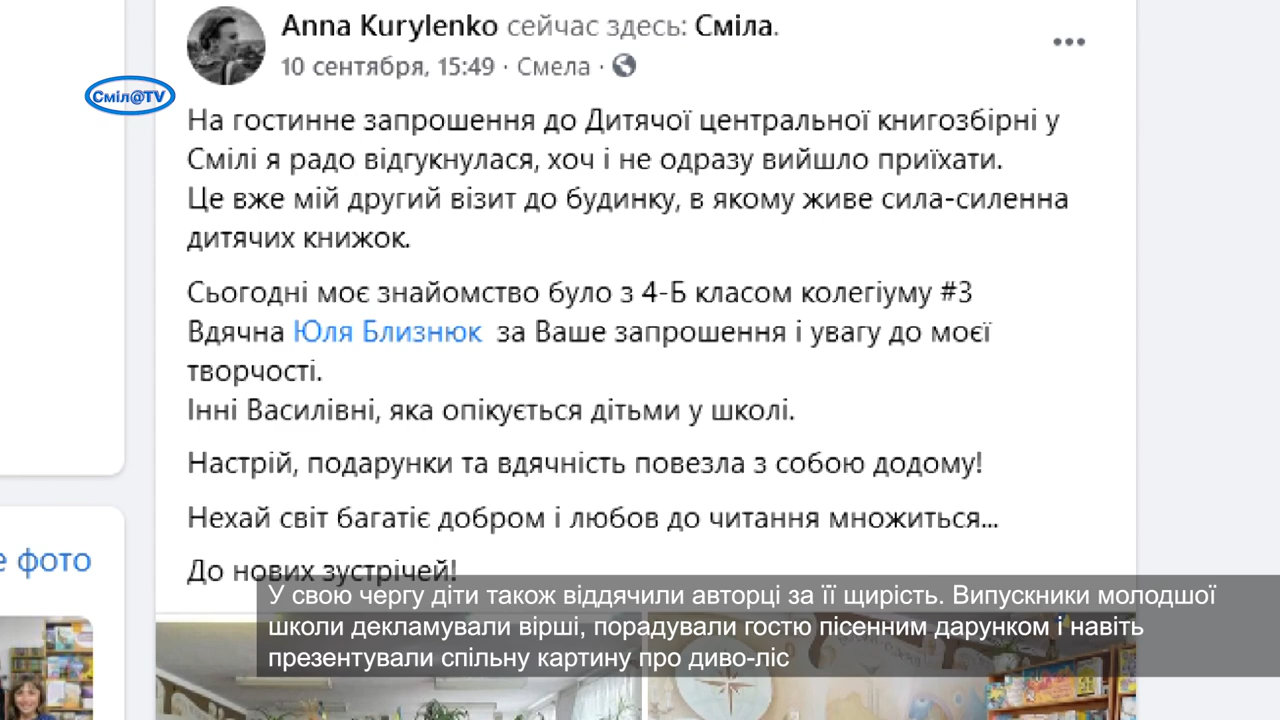 Anna Kurylenko сейчас здесь: Сміла.
10 сентября, 15:49 · Смела ·
Сміл@TV
На гостинне запрошення до Дитячої центральної книгозбірні у
Смілі я радо відгукнулася, хоч і не одразу вийшло приїхати.
Це вже мій другий візит до будинку, в якому живе сила-силенна
дитячих книжок.
Сьогодні моє знайомство було з 4-Б класом колегіуму #3
Вдячна Юля Близнюк за Ваше запрошення і увагу до моєї
творчості.
Інні Василівні, яка опікується дітьми у школі.
Настрій, подарунки та вдячність повезла з собою додому!
Нехай світ багатіє добром і любов до читання множиться...
е фото
До нових зустрічей!
У свою чергу діти також віддячили авторці за її щирість. Випускники молодшої
школи декламували вірші, порадували гостю пісенним дарунком і навіть
презентували спільну картину про диво-ліс